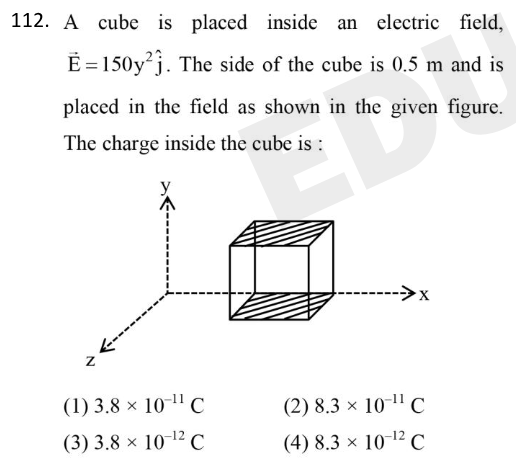 112. A cube is placed inside an electric field,
E⃗ = 150y²ĵ. The side of the cube is 0.5 m and is
placed in the field as shown in the given figure.
The charge inside the cube is :
y
x
z
(1) 3.8 × 10⁻¹¹ C (2) 8.3 × 10⁻¹¹ C
(3) 3.8 × 10⁻¹² C (4) 8.3 × 10⁻¹² C
EDU